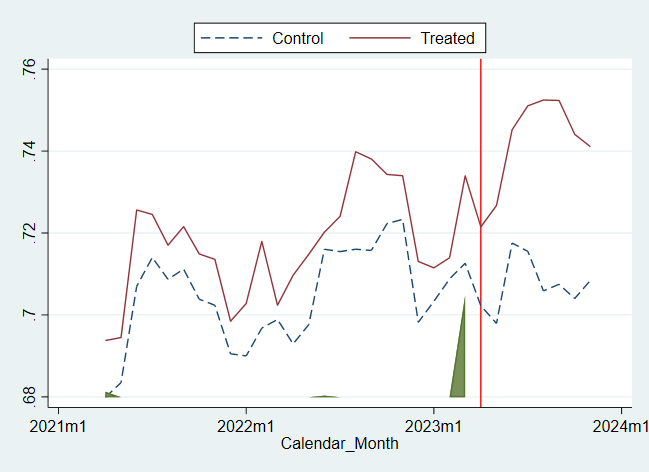 Control Treated
.76
.74
.72
.7
.68
2021m1 2022m1 2023m1 2024m1
Calendar_Month